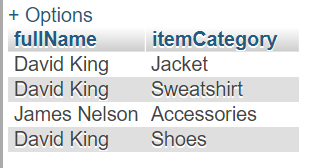 + Options
fullName itemCategory
David King Jacket
David King Sweatshirt
James Nelson Accessories
David King Shoes